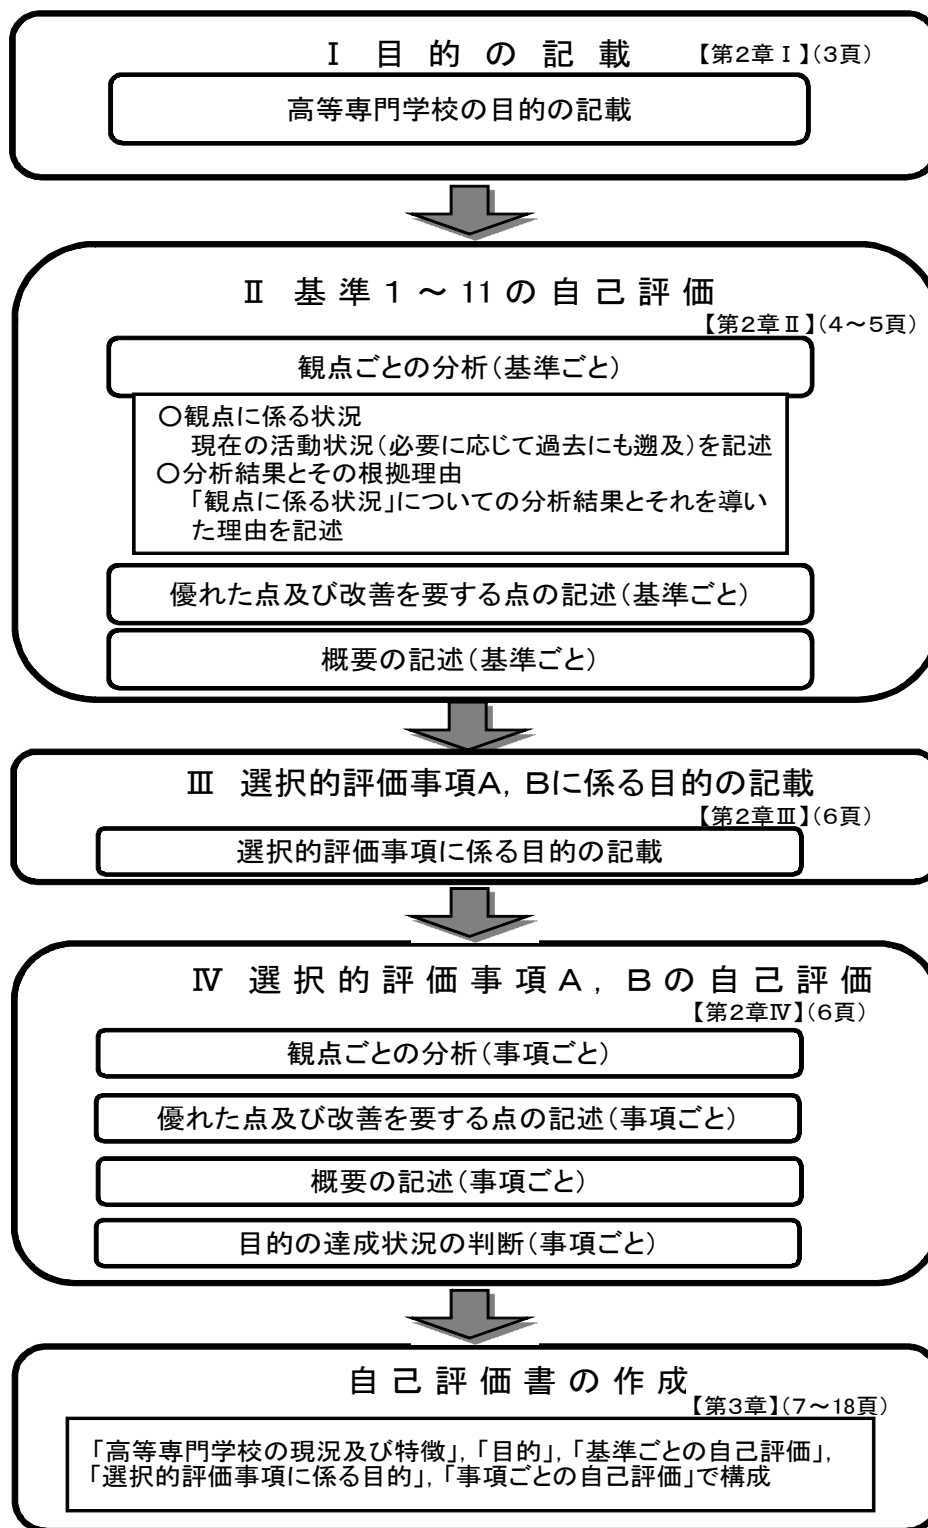 Ⅰ 目 的 の 記 載 【第2章Ⅰ】(3頁)
高等専門学校の目的の記載
Ⅱ 基 準 1 ～ 11 の 自 己 評 価
【第2章Ⅱ】(4～5頁)
観点ごとの分析(基準ごと)
○観点に係る状況
現在の活動状況(必要に応じて過去にも遡及)を記述
○分析結果とその根拠理由
「観点に係る状況」についての分析結果とそれを導い
た理由を記述
優れた点及び改善を要する点の記述(基準ごと)
概要の記述(基準ごと)
Ⅲ 選択的評価事項A, Bに係る目的の記載
【第2章Ⅲ】(6頁)
選択的評価事項に係る目的の記載
Ⅳ 選 択 的 評 価 事 項 A , B の 自 己 評 価
【第2章Ⅳ】(6頁)
観点ごとの分析(事項ごと)
優れた点及び改善を要する点の記述(事項ごと)
概要の記述(事項ごと)
目的の達成状況の判断(事項ごと)
自 己 評 価 書 の 作 成
【第3章】(7～18頁)
「高等専門学校の現況及び特徴」, 「目的」, 「基準ごとの自己評価」,
「選択的評価事項に係る目的」, 「事項ごとの自己評価」で構成